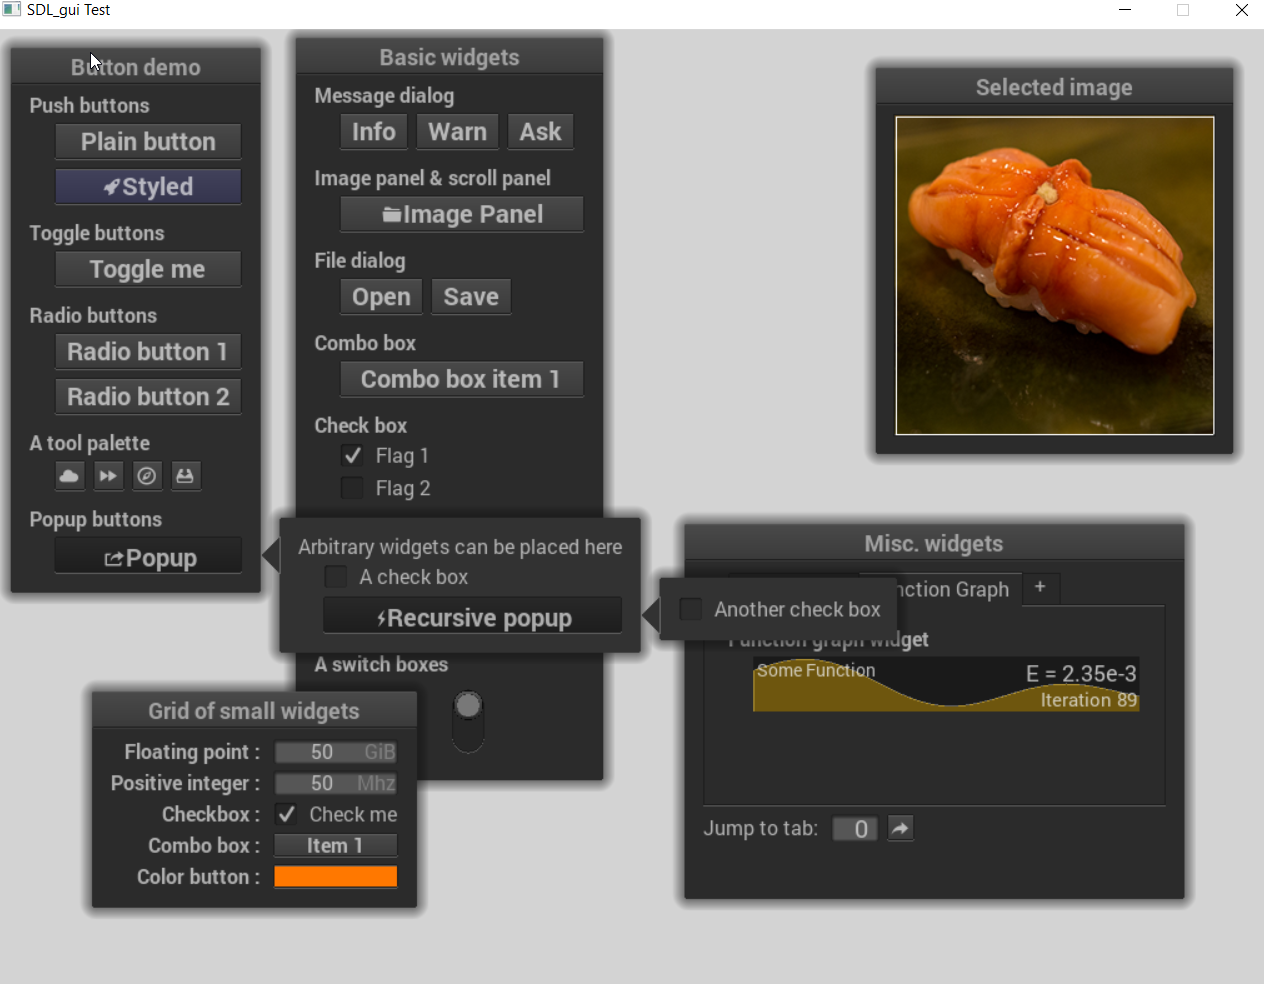 SDL_gui Test
Button demo
Push buttons
Plain button
Styled
Toggle buttons
Toggle me
Radio buttons
Radio button 1
Radio button 2
A tool palette
Popup buttons
Popup
Basic widgets
Message dialog
Info Warn Ask
Image panel & scroll panel
Image Panel
File dialog
Open Save
Combo box
Combo box item 1
Check box
Flag 1
Flag 2
Arbitrary widgets can be placed here
A check box
Recursive popup
Another check box
A switch boxes
Grid of small widgets
Floating point : 50 GiB
Positive integer : 50 Mhz
Checkbox : Check me
Combo box : Item 1
Color button :
Selected image
Misc. widgets
nction Graph +
Function graph widget
Some Function E = 2.35e-3
Iteration 89
Jump to tab: 0